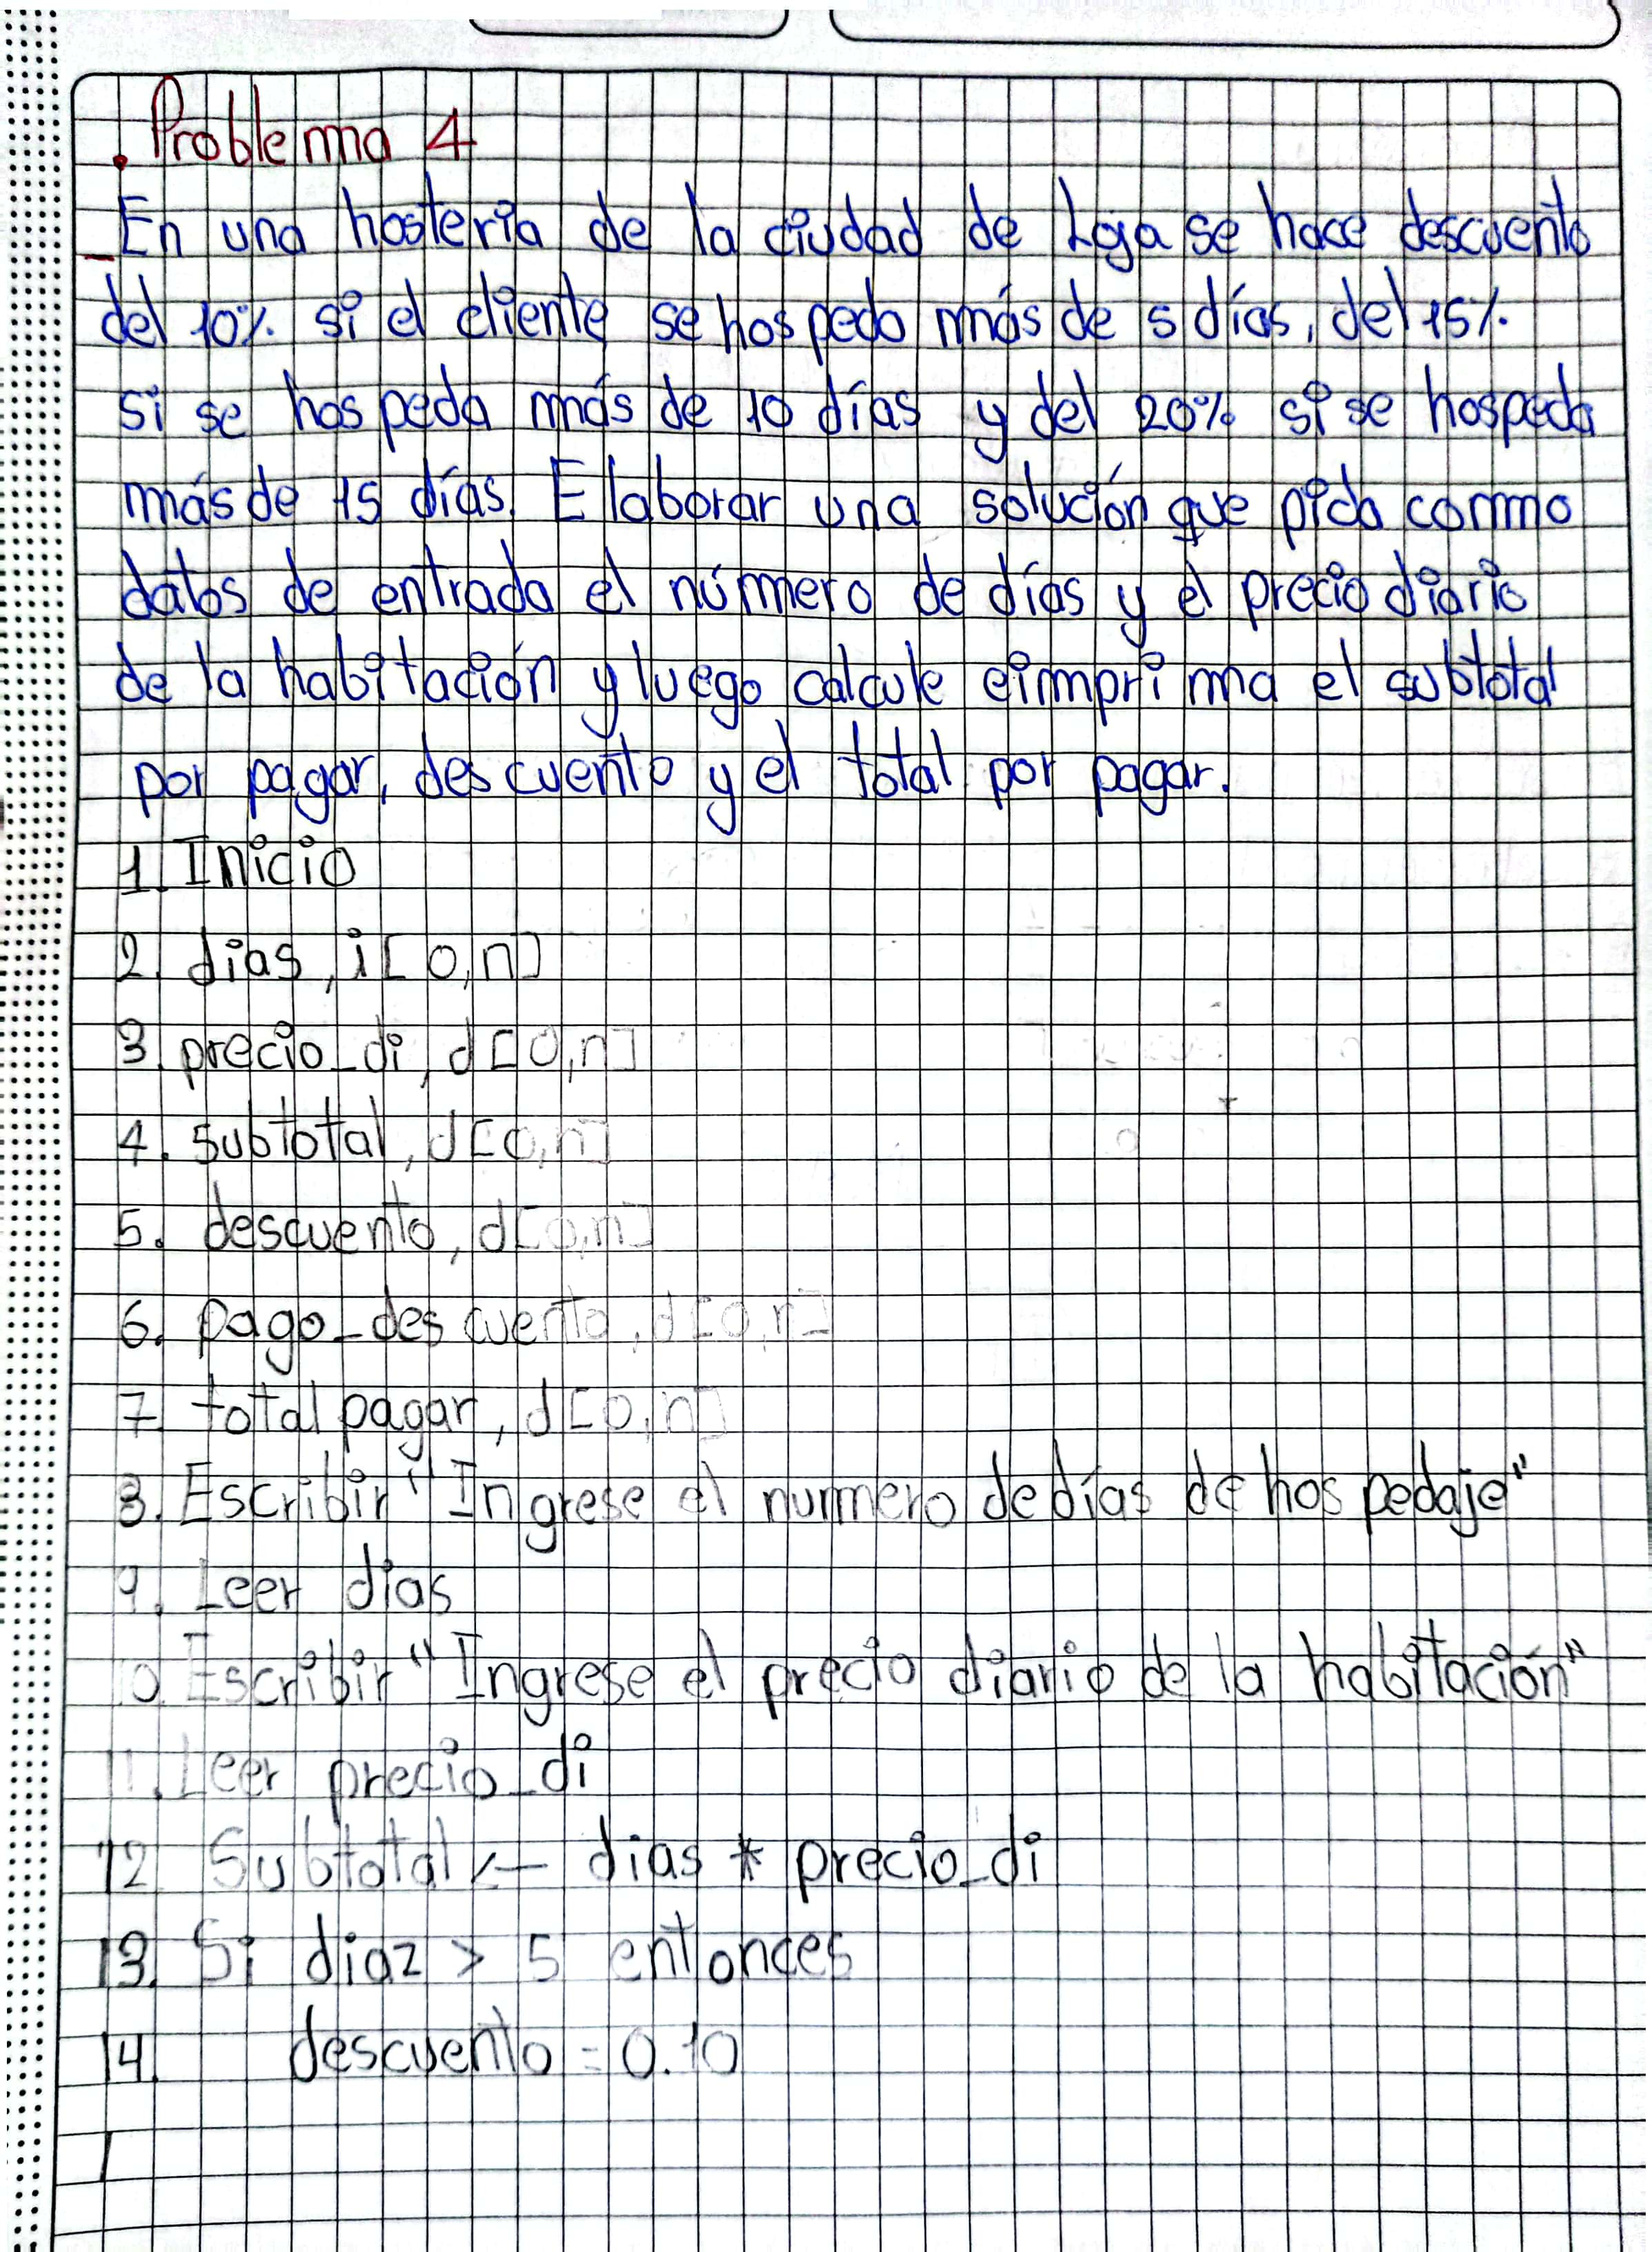 . Problema 4
_En una hosteria de la ciudad de Loja se hace descuento
del 10% si el cliente se hospeda más de 5 días, del 15%
si se hospeda más de 10 días y del 20% si se hospeda
más de 15 días. Elaborar una solución que pida como
datos de entrada el número de días y el precio diario
de la habitación y luego calcule e imprima el subtotal
por pagar, descuento y el total por pagar.
1. Inicio
2. dias, i[0,n]
3. precio_di, d[0,n]
4. Subtotal, d[0,n]
5. descuento, d[0,n]
6. pago_descuento, d[0,n]
7. total pagar, d[0,n]
8. Escribir "Ingrese el numero de días de hospedaje"
9. Leer dias
10. Escribir "Ingrese el precio diario de la habitación"
11. Leer precio_di
12. Subtotal ← dias * precio_di
13. Si diaz > 5 entonces
14. descuento = 0.10